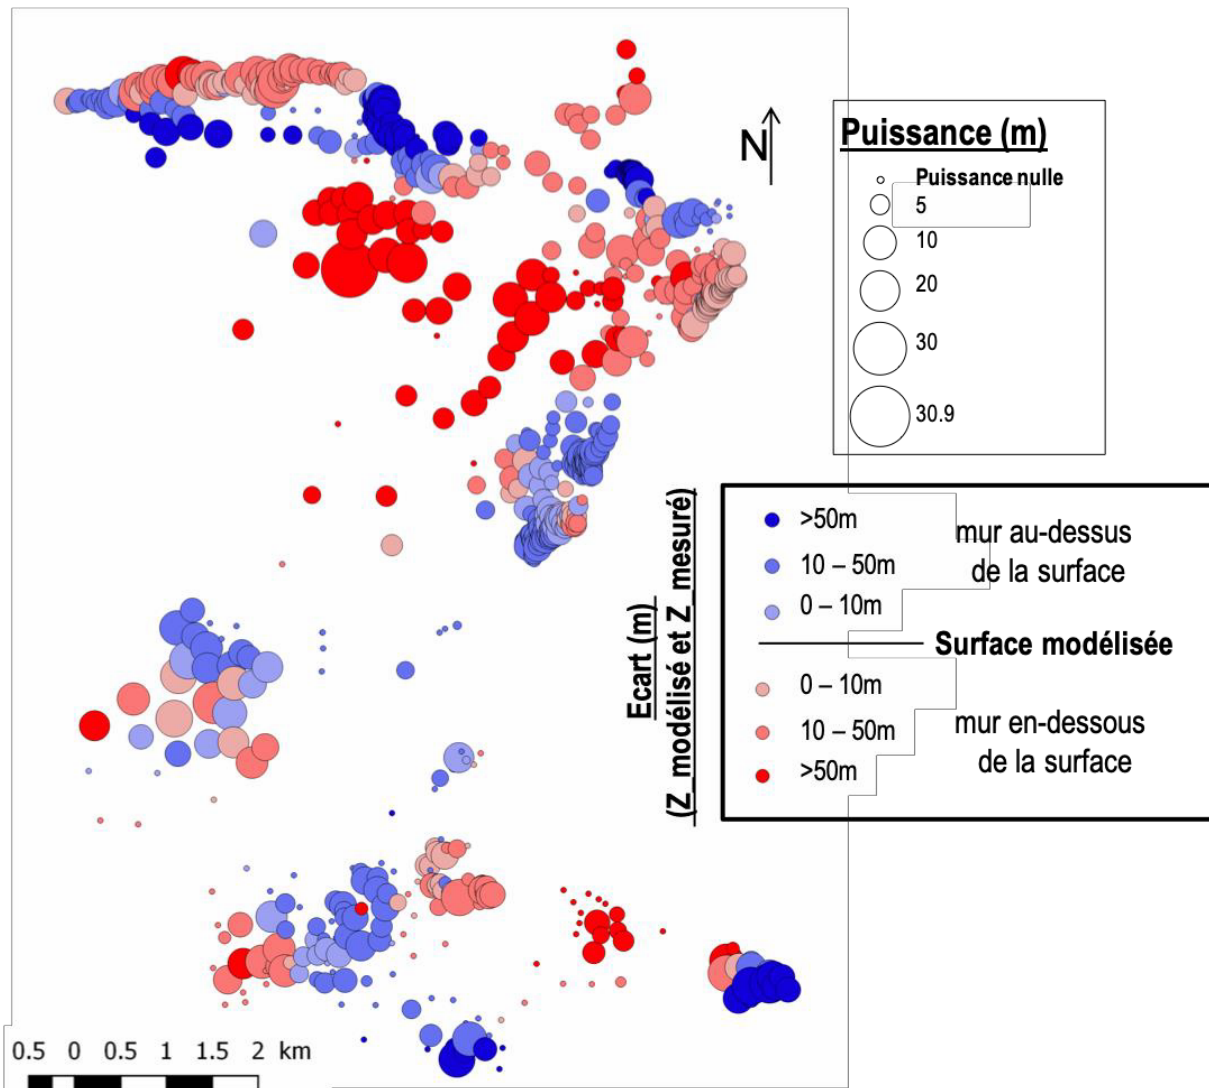 N
Puissance (m)
Puissance nulle
5
10
20
30
30.9
Ecart (m)
(Z_modélisé et Z_mesuré)
>50m
10 – 50m
0 – 10m
mur au-dessus
de la surface
Surface modélisée
0 – 10m
10 – 50m
>50m
mur en-dessous
de la surface
0.5 0 0.5 1 1.5 2 km